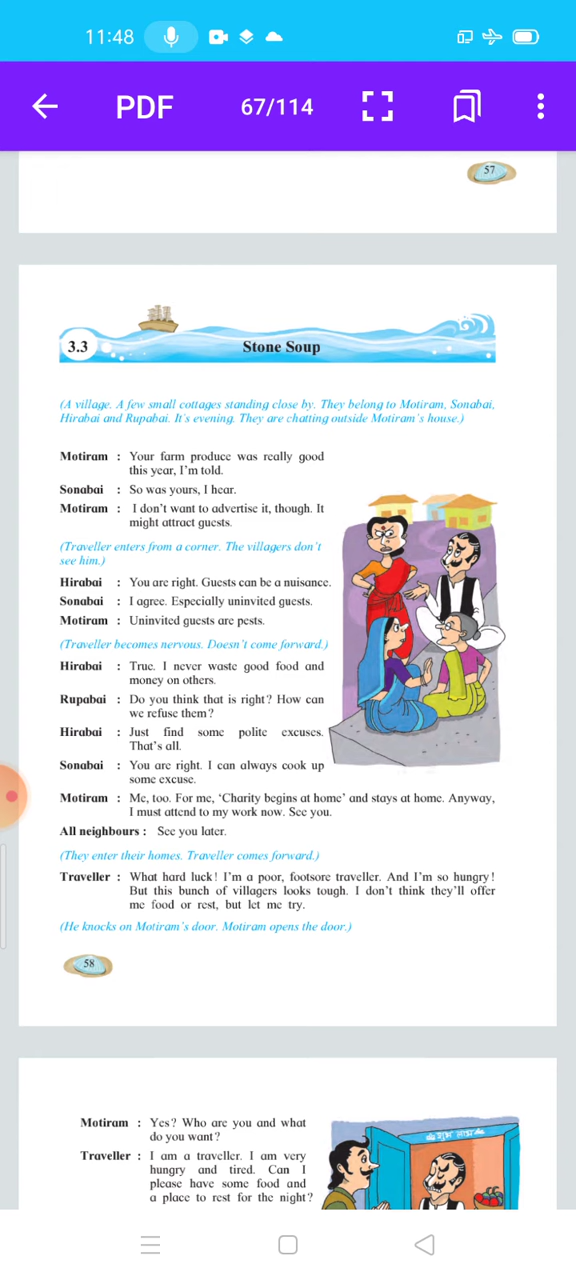 11:48
PDF 67/114
57
3.3 Stone Soup
(A village. A few small cottages standing close by. They belong to Motiram, Sonabai,
Hirabai and Rupabai. It's evening. They are chatting outside Motiram's house.)
Motiram : Your farm produce was really good
this year, I'm told.
Sonabai : So was yours, I hear.
Motiram : I don't want to advertise it, though. It
might attract guests.
(Traveller enters from a corner. The villagers don't
see him.)
Hirabai : You are right. Guests can be a nuisance.
Sonabai : I agree. Especially uninvited guests.
Motiram : Uninvited guests are pests.
(Traveller becomes nervous. Doesn't come forward.)
Hirabai : True. I never waste good food and
money on others.
Rupabai : Do you think that is right? How can
we refuse them?
Hirabai : Just find some polite excuses.
That's all.
Sonabai : You are right. I can always cook up
some excuse.
Motiram : Me, too. For me, 'Charity begins at home' and stays at home. Anyway,
I must attend to my work now. See you.
All neighbours : See you later.
(They enter their homes. Traveller comes forward.)
Traveller : What hard luck! I'm a poor, footsore traveller. And I'm so hungry!
But this bunch of villagers looks tough. I don't think they'll offer
me food or rest, but let me try.
(He knocks on Motiram's door. Motiram opens the door.)
58
Motiram : Yes? Who are you and what
do you want?
Traveller : I am a traveller. I am very
hungry and tired. Can I
please have some food and
a place to rest for the night?